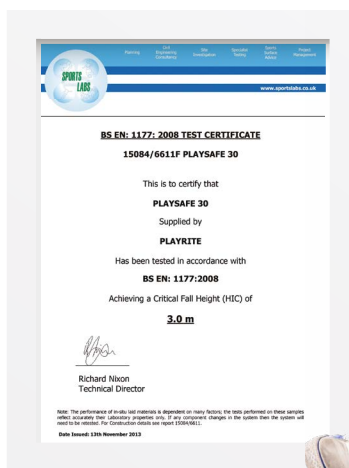 Planning
Civil Engineering Consultancy
Site Investigation
Specialist Testing
Sports Surface Advice
Project Management
SPORTS
LABS
www.sportslabs.co.uk
BS EN: 1177: 2008 TEST CERTIFICATE
15084/6611F PLAYSAFE 30
This is to certify that
PLAYSAFE 30
Supplied by
PLAYRITE
Has been tested in accordance with
BS EN: 1177:2008
Achieving a Critical Fall Height (HIC) of
3.0 m
Richard Nixon
Technical Director
Note: The performance of in-situ laid materials is dependent on many factors; the tests performed on these samples
reflect accurately their Laboratory properties only. If any component changes in the system then the system will
need to be retested. For Construction details see report 15084/6611.
Date Issued: 13th November 2013